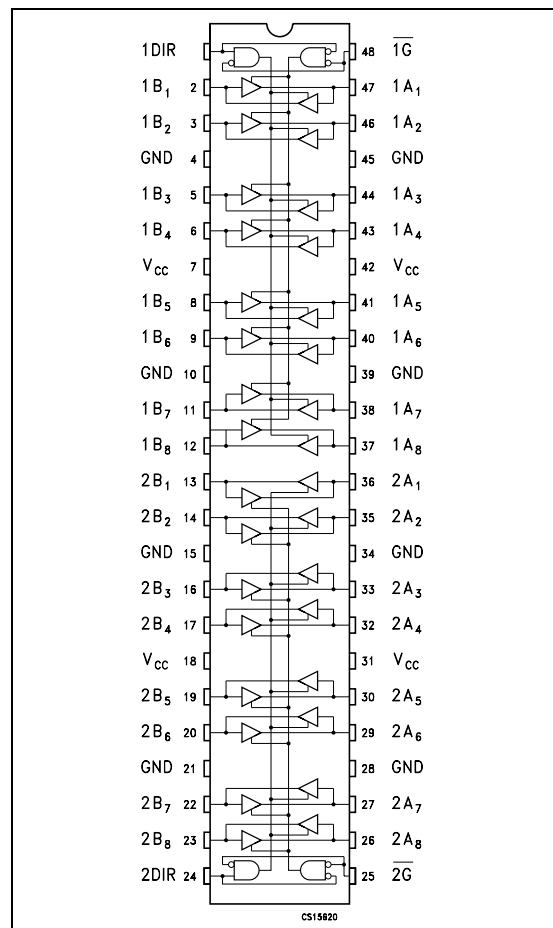 1DIR 48 1G
1B1 2 47 1A1
1B2 3 46 1A2
GND 4 45 GND
1B3 5 44 1A3
1B4 6 43 1A4
VCC 7 42 VCC
1B5 8 41 1A5
1B6 9 40 1A6
GND 10 39 GND
1B7 11 38 1A7
1B8 12 37 1A8
2B1 13 36 2A1
2B2 14 35 2A2
GND 15 34 GND
2B3 16 33 2A3
2B4 17 32 2A4
VCC 18 31 VCC
2B5 19 30 2A5
2B6 20 29 2A6
GND 21 28 GND
2B7 22 27 2A7
2B8 23 26 2A8
2DIR 24 25 2G
CS15620